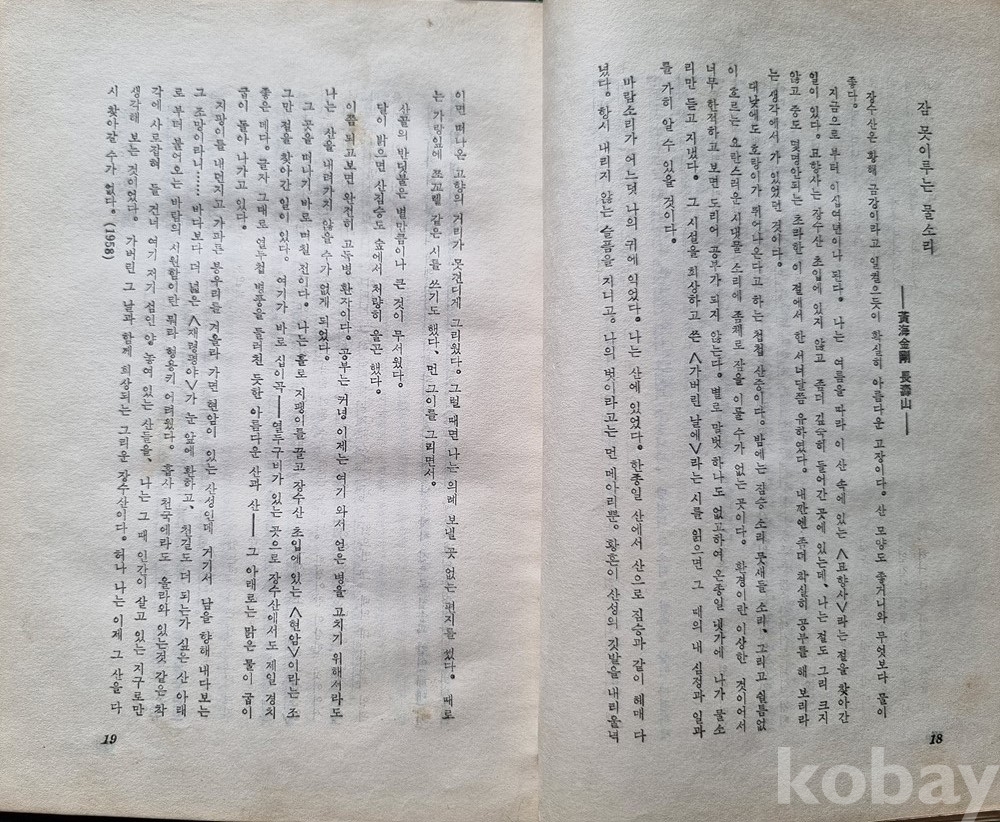 잠 못이루는 물소리
──黃海金剛 長壽山──
장수산은 황해 금강이라고 일컬으듯이 확실히 아름다운 고장이다。 산 모양도 좋거니와 무엇보다 물이
좋다。
지금으로 부터 이십여년이나 된다。 나는 여름을 따라 이 산 속에 있는 <묘향사>라는 절을 찾아간
일이 있다。 묘향사는 장수산 초입에 있지 않고 좀더 깊숙히 들어간 곳에 있는데、 나는 절도 그리 크지
않고 중도 몇명안되는 초라한 이 절에서 한 서너달쯤 유하였다。 내깐엔 좀더 착실히 공부를 해 보리라
는 생각에서 가 있었던 것이다。
대낮에도 호랑이가 뛰어나온다고 하는 첩첩 산중이다。 밤에는 짐승 소리 뭇새들 소리、 그리고 쉴틈없
이 흐르는 요란스러운 시대물 소리에 좀체로 잠을 이룰 수가 없는 곳이다。 환경이란 이상한 것이어서
너무 한적하고 보면 도리어 공부가 되지 않는다。 별로 말벗 하나도 없고하여 온종일 냇가에 나가 물소
리만 듣고 지냈다。 그 시절을 회상하고 쓴 <가버린 날에>라는 시를 읽으면 그 때의 내 심정과 일과
를 가히 알 수 있을 것이다。
바람소리가 어느덧 나의 귀에 익었다。 나는 산에 있었다。 한종일 산에서 산으로 짐승과 같이 헤매 다
녔다。 항시 내리지 않는 슬픔을 지니고。 나의 벗이라고는 먼 메아리뿐。 황혼이 산성의 깃발을 내리울녁
18
이면 떠나온 고향의 거리가 못견디게 그리웠다。 그럴 때면 나는 의례 보낼 곳 없는 편지를 썼다。 때로
는 가랑잎에 쪼꼬렡 같은 시를 쓰기도 했다、 먼 그이를 그리면서。
산골의 반딧불은 별만큼이나 큰 것이 무서웠다。
달이 밝으면 산짐승도 숲에서 처량히 울곤 했다。
이쯤 되고보면 완전히 고독병 환자이다。 공부는 커녕 이제는 여기 와서 얻은 병을 고치기 위해서라도
나는 산을 내려가지 않을 수가 없게 되었다。
그 곳을 떠나기 바로 며칠 전이다。 나는 홀로 지팽이를 끌고 장수산 초입에 있는 <현암>이라는 조
그만 절을 찾아간 일이 있다。 여기가 바로 십이곡──열두구비가 있는 곳으로 장수산에서도 제일 경치
좋은 데다。 글자 그대로 열두첩 병풍을 둘러친 듯한 아름다운 산과 산── 그 아래로는 맑은 물이 굽이
굽이 돌아 나가고 있다。
지팡이를 내던지고 가파른 봉우리를 겨울라 가면 현암이 있는 산성인데 거기서 남을 향해 내다보는
그 조망이라니…… 바다보다 더 넓은 <재령평야>가 눈 앞에 확하고、 천길도 더 되는가 싶은 산 아래
로 부터 불어오는 바람의 시원함이란 뭐라 형용키 어려웠다。 흡사 천국에라도 올라와 있는것 같은 착
각에 사로잡혀 들 건너 여기 저기 점인 양 놓여 있는 산들을、 나는 그 때 인간이 살고 있는 지구로만
생각해 보는 것이었다。 가버린 그 날과 함께 회상되는 그리운 장수산이다。 허나 나는 이제 그 산을 다
시 찾아갈 수가 없다。 (1958)
19
kobay